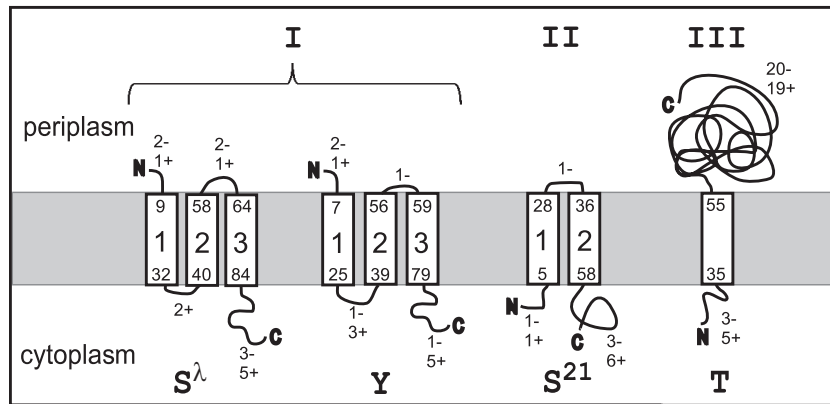 I II III
periplasm
N 2- 1+
2- 1+
N 2- 1+
1-
1-
C 20- 19+
9 58 64
1 2 3
32 40 84
7 56 59
1 2 3
25 39 79
28 36
1 2
5 58
55
35
cytoplasm
2+
C 3- 5+
1- 3+
C 1- 5+
N 1- 1+
C 3- 6+
N 3- 5+
Sλ Y S21 T